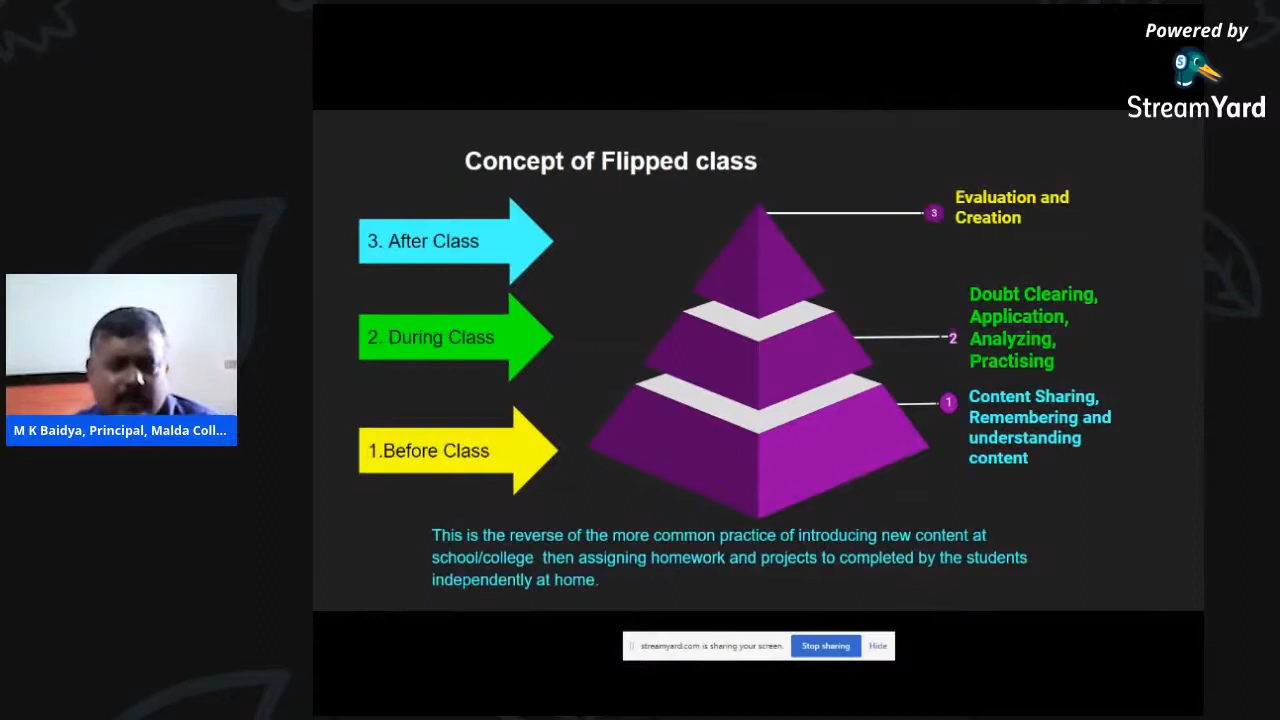 Powered by
StreamYard
Concept of Flipped class
3. After Class
2. During Class
1.Before Class
3
Evaluation and
Creation
2
Doubt Clearing,
Application,
Analyzing,
Practising
1
Content Sharing,
Remembering and
understanding
content
This is the reverse of the more common practice of introducing new content at
school/college then assigning homework and projects to completed by the students
independently at home.
M K Baidya, Principal, Malda Coll...
streamyard.com is sharing your screen. Stop sharing Hide